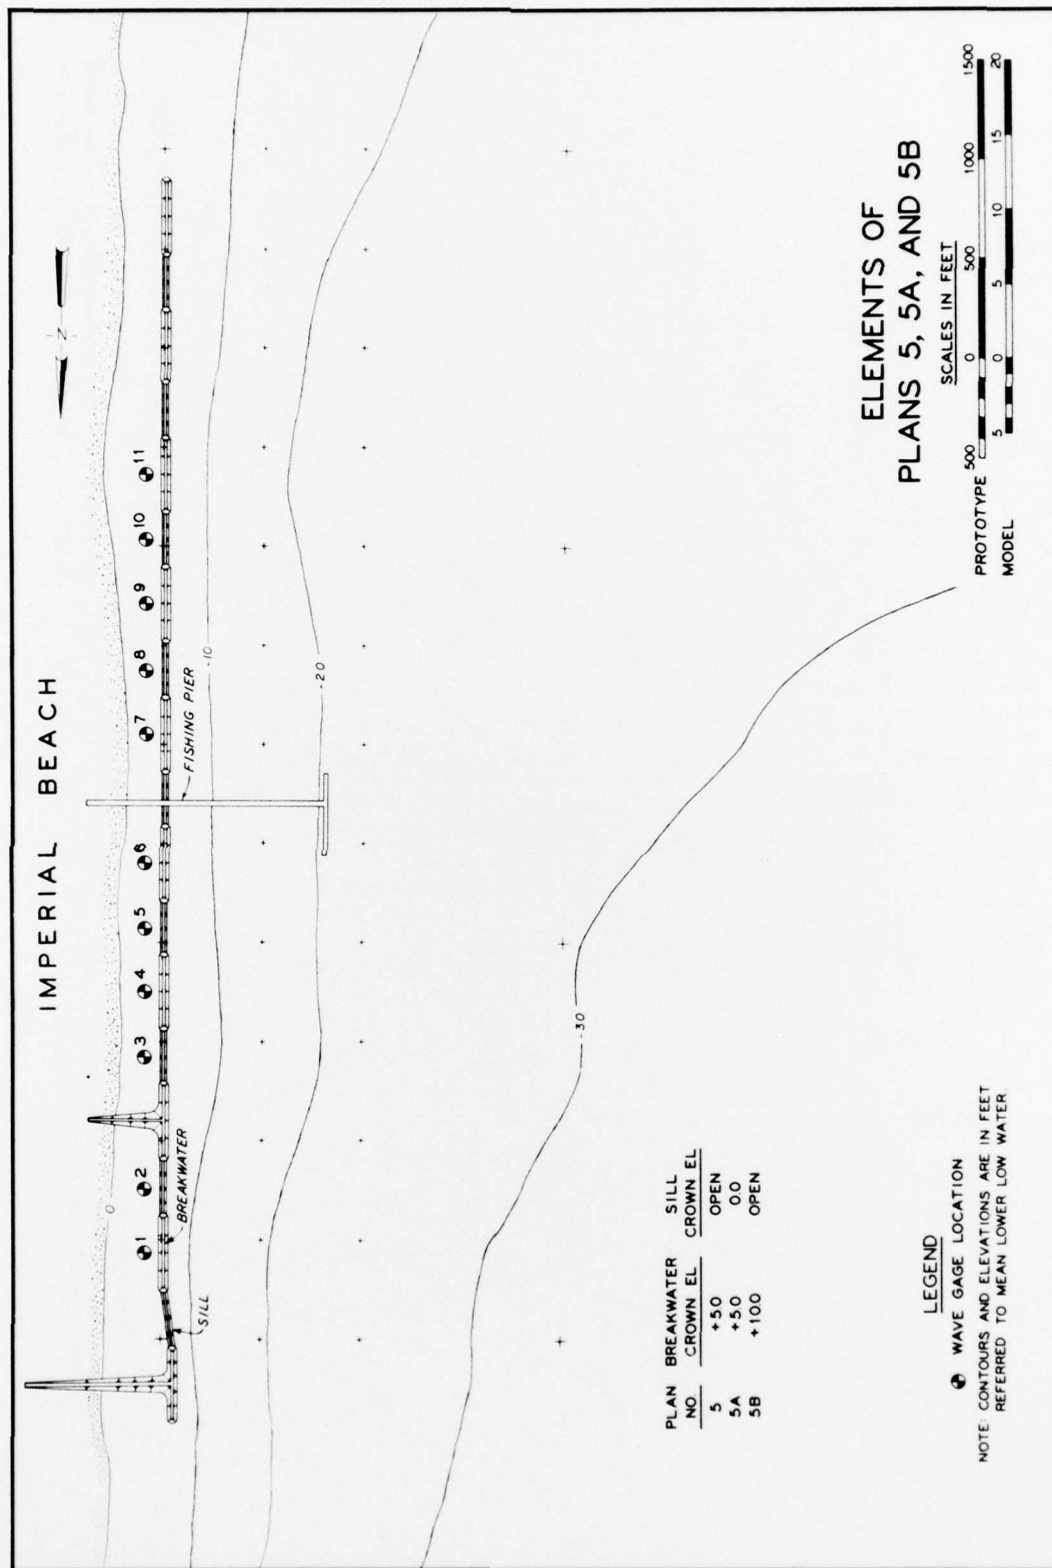 IMPERIAL BEACH
N
0
1
2
3
4
5
6
7
8
9
10
11
SILL
BREAKWATER
FISHING PIER
-10
-20
-30
PLAN BREAKWATER SILL
NO. CROWN EL CROWN EL
5 +5.0 OPEN
5A +5.0 0.0
5B +10.0 OPEN
LEGEND
WAVE GAGE LOCATION
NOTE: CONTOURS AND ELEVATIONS ARE IN FEET
REFERRED TO MEAN LOWER LOW WATER.
ELEMENTS OF
PLANS 5, 5A, AND 5B
SCALES IN FEET
PROTOTYPE 500 0 500 1000 1500
MODEL 5 0 5 10 15 20